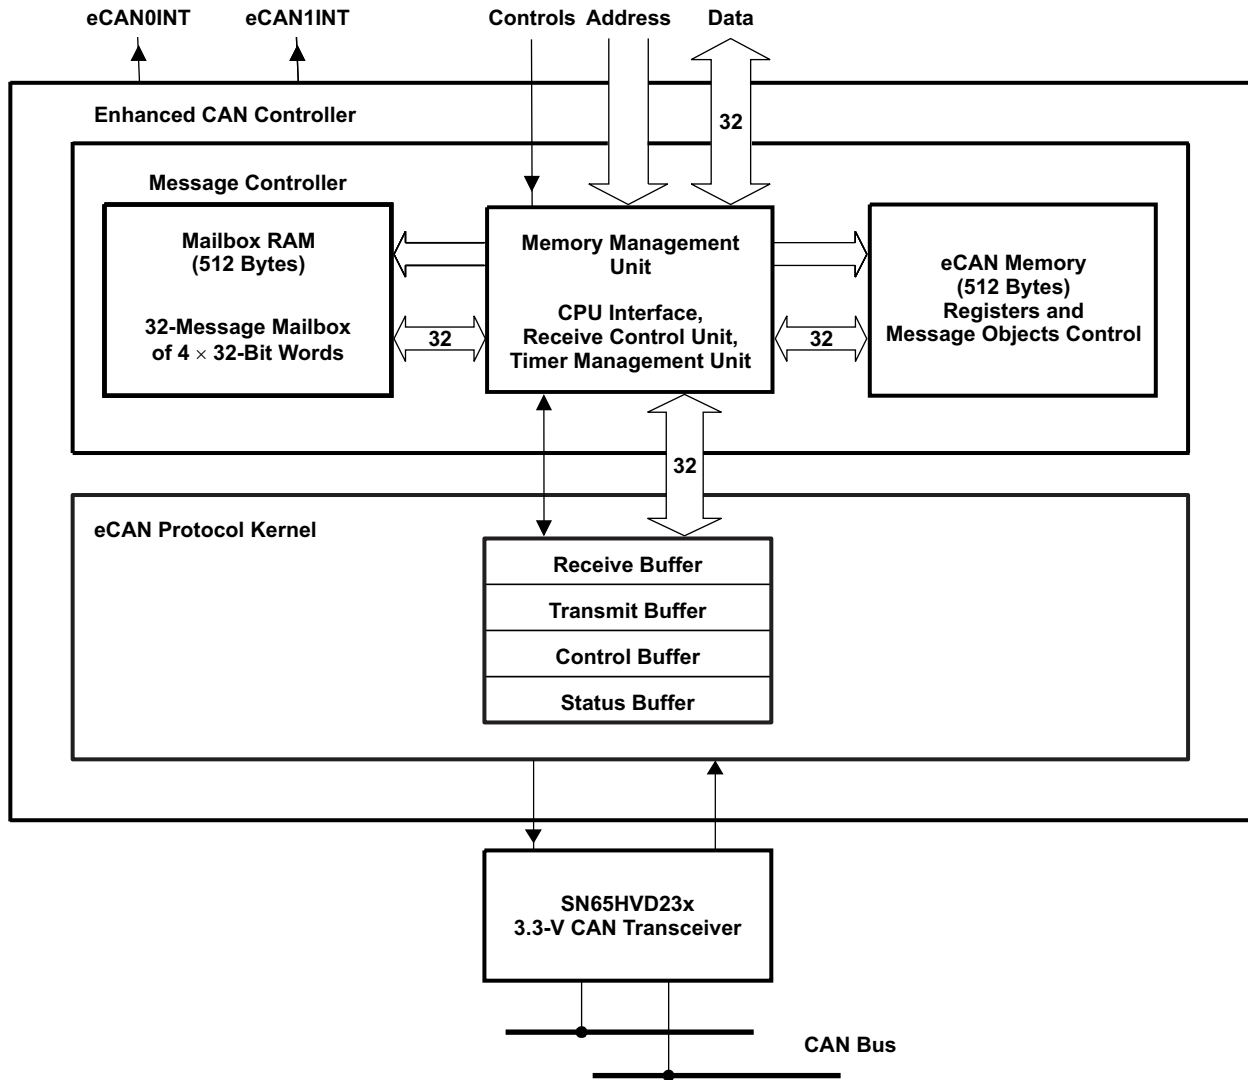 eCAN0INT
eCAN1INT
Controls
Address
Data
32
Enhanced CAN Controller
Message Controller
Mailbox RAM
(512 Bytes)
32-Message Mailbox
of 4 × 32-Bit Words
32
Memory Management
Unit
CPU Interface,
Receive Control Unit,
Timer Management Unit
32
eCAN Memory
(512 Bytes)
Registers and
Message Objects Control
32
eCAN Protocol Kernel
Receive Buffer
Transmit Buffer
Control Buffer
Status Buffer
SN65HVD23x
3.3-V CAN Transceiver
CAN Bus